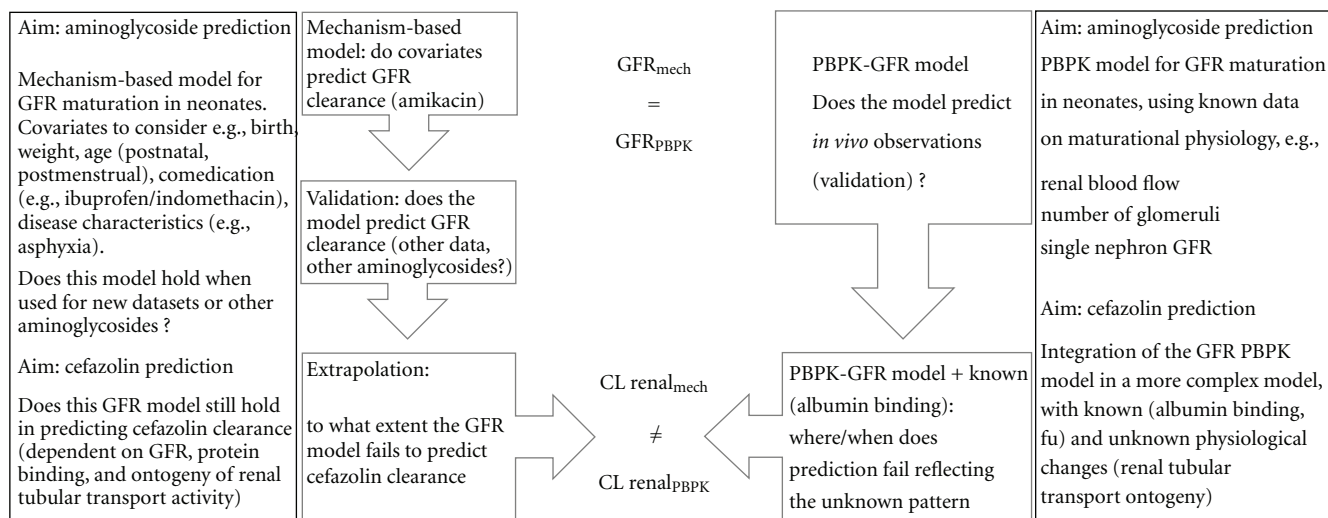 Aim: aminoglycoside prediction
Mechanism-based model for
GFR maturation in neonates.
Covariates to consider e.g., birth,
weight, age (postnatal,
postmenstrual), comedication
(e.g., ibuprofen/indomethacin),
disease characteristics (e.g.,
asphyxia).
Does this model hold when
used for new datasets or other
aminoglycosides ?
Aim: cefazolin prediction
Does this GFR model still hold
in predicting cefazolin clearance
(dependent on GFR, protein
binding, and ontogeny of renal
tubular transport activity)
Mechanism-based
model: do covariates
predict GFR
clearance (amikacin)
Validation: does the
model predict GFR
clearance (other data,
other aminoglycosides?)
Extrapolation:
to what extent the GFR
model fails to predict
cefazolin clearance
GFRmech
=
GFRPBPK
CL renalmech
≠
CL renalPBPK
PBPK-GFR model
Does the model predict
in vivo observations
(validation) ?
PBPK-GFR model + known
(albumin binding):
where/when does
prediction fail reflecting
the unknown pattern
Aim: aminoglycoside prediction
PBPK model for GFR maturation
in neonates, using known data
on maturational physiology, e.g.,
renal blood flow
number of glomeruli
single nephron GFR
Aim: cefazolin prediction
Integration of the GFR PBPK
model in a more complex model,
with known (albumin binding,
fu) and unknown physiological
changes (renal tubular
transport ontogeny)